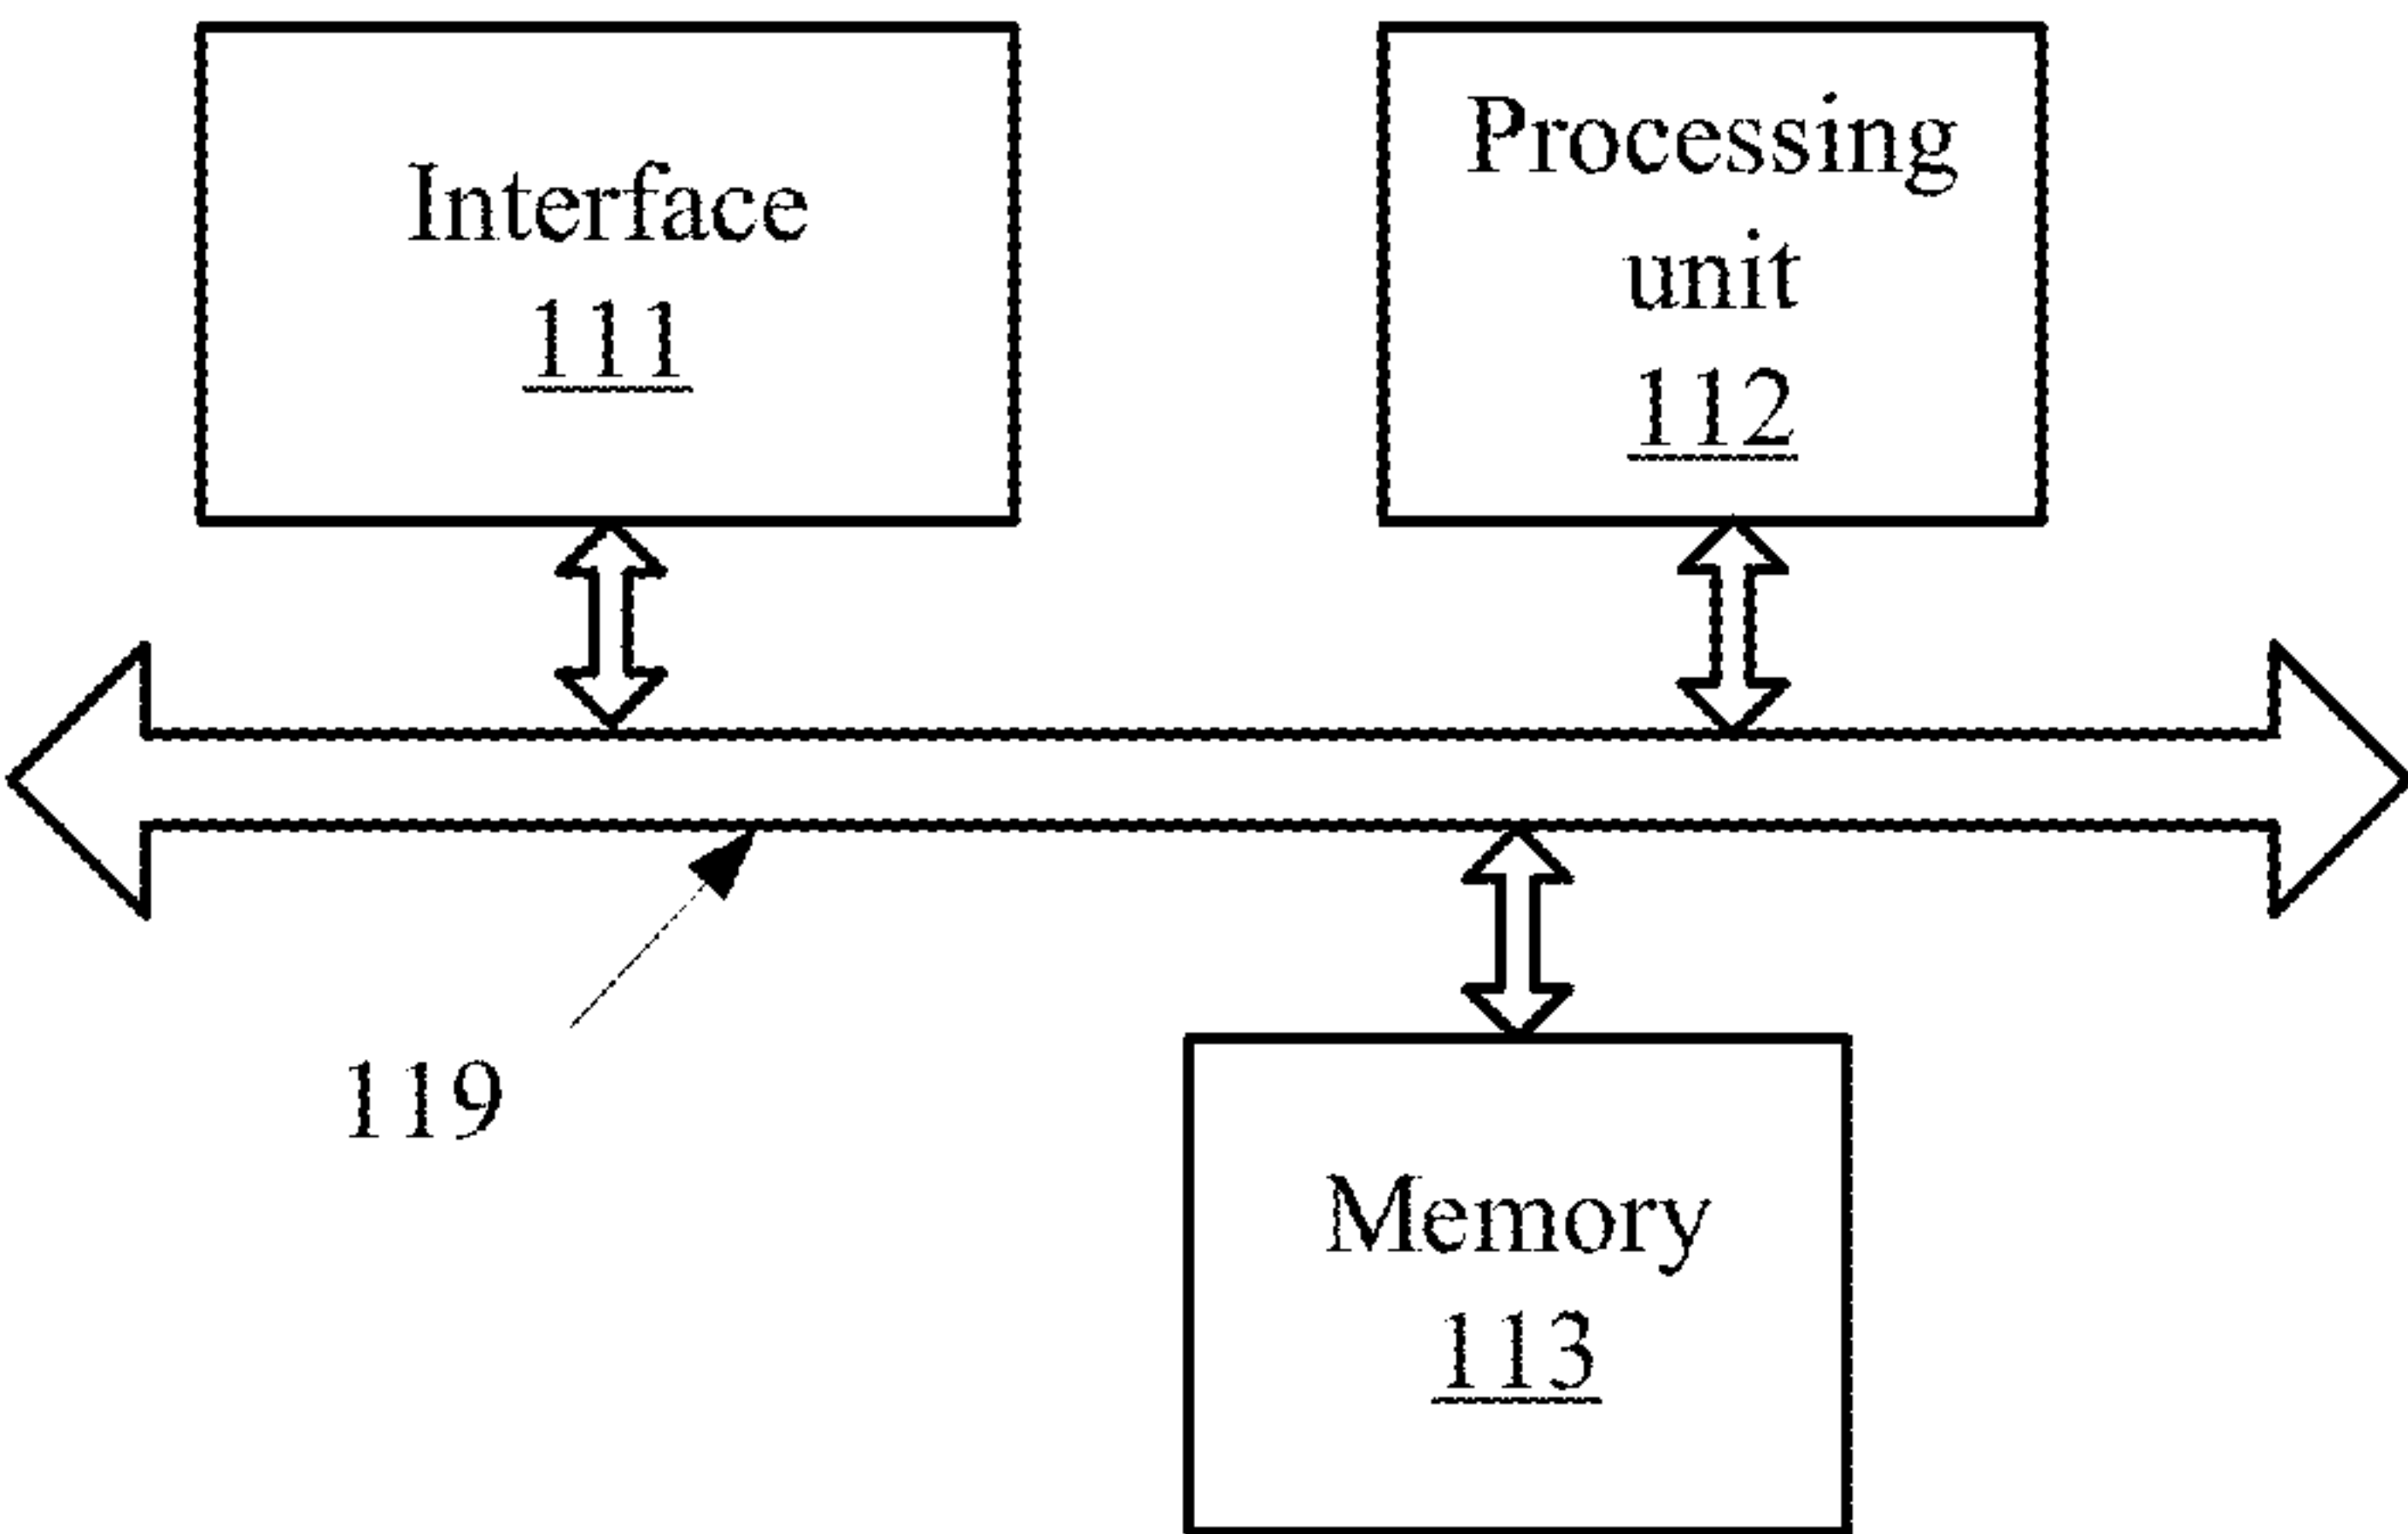 Interface
111
Processing
unit
112
119
Memory
113